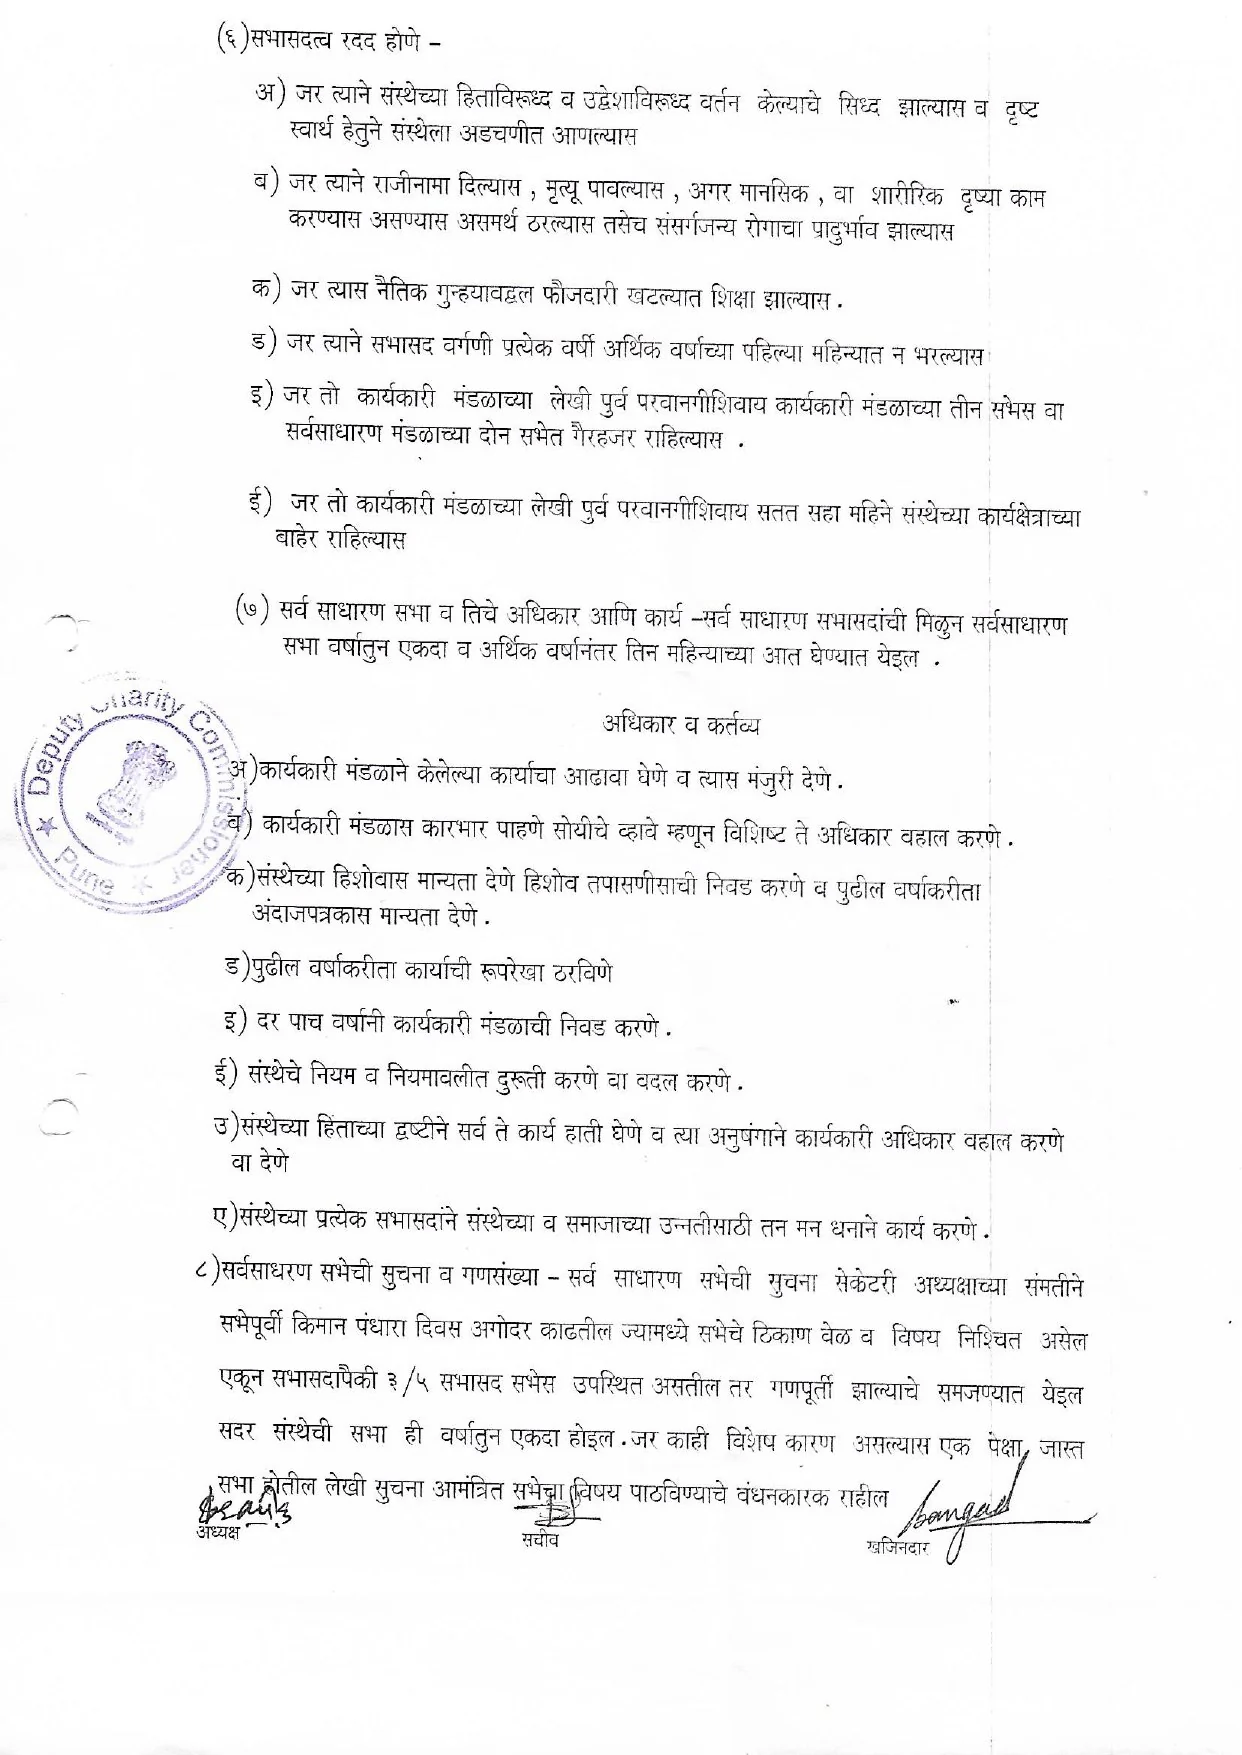 (६)सभासदत्व रदद होणे -
अ) जर त्याने संस्थेच्या हिताविरूध्द व उद्देशाविरूध्द वर्तन केल्याचे सिध्द झाल्यास व दृष्ट
स्वार्थ हेतुने संस्थेला अडचणीत आणल्यास
ब) जर त्याने राजीनामा दिल्यास , मृत्यू पावल्यास , अगर मानसिक , वा शारीरिक दृष्या काम
करण्यास असण्यास असमर्थ ठरल्यास तसेच संसर्गजन्य रोगाचा प्रादुर्भाव झाल्यास
क) जर त्यास नैतिक गुन्हयाबद्दल फौजदारी खटल्यात शिक्षा झाल्यास .
ड) जर त्याने सभासद वर्गणी प्रत्येक वर्षी अर्थिक वर्षाच्या पहिल्या महिन्यात न भरल्यास
इ) जर तो कार्यकारी मंडळाच्या लेखी पुर्व परवानगीशिवाय कार्यकारी मंडळाच्या तीन सभेस वा
सर्वसाधारण मंडळाच्या दोन सभेत गैरहजर राहिल्यास .
ई) जर तो कार्यकारी मंडळाच्या लेखी पुर्व परवानगीशिवाय सतत सहा महिने संस्थेच्या कार्यक्षेत्राच्या
बाहेर राहिल्यास
(७) सर्व साधारण सभा व तिचे अधिकार आणि कार्य -सर्व साधारण सभासदांची मिळुन सर्वसाधारण
सभा वर्षातुन एकदा व अर्थिक वर्षानंतर तिन महिन्याच्या आत घेण्यात येइल .
अधिकार व कर्तव्य
अ)कार्यकारी मंडळाने केलेल्या कार्याचा आढावा घेणे व त्यास मंजुरी देणे .
ब) कार्यकारी मंडळास कारभार पाहणे सोयीचे व्हावे म्हणून विशिष्ट ते अधिकार बहाल करणे .
क)संस्थेच्या हिशोबास मान्यता देणे हिशोब तपासणीसाची निवड करणे व पुढील वर्षाकरीता
अंदाजपत्रकास मान्यता देणे .
ड)पुढील वर्षाकरीता कार्याची रूपरेखा ठरविणे
इ) दर पाच वर्षानी कार्यकारी मंडळाची निवड करणे .
ई) संस्थेचे नियम व नियमावलीत दुरूती करणे वा बदल करणे .
उ)संस्थेच्या हिंताच्या द्वष्टीने सर्व ते कार्य हाती घेणे व त्या अनुषंगाने कार्यकारी अधिकार बहाल करणे
वा देणे
ए)संस्थेच्या प्रत्येक सभासदांने संस्थेच्या व समाजाच्या उन्नतीसाठी तन मन धनाने कार्य करणे .
८)सर्वसाधरण सभेची सुचना व गणसंख्या - सर्व साधारण सभेची सुचना सेकेटरी अध्यक्षाच्या संमतीने
सभेपूर्वी किमान पंधारा दिवस अगोदर काढतील ज्यामध्ये सभेचे ठिकाण वेळ व विषय निश्चित असेल
एकून सभासदापैकी ३/५ सभासद सभेस उपस्थित असतील तर गणपूर्ती झाल्याचे समजण्यात येइल
सदर संस्थेची सभा ही वर्षातुन एकदा होइल .जर काही विशेष कारण असल्यास एक पेक्षा जास्त
सभा होतील लेखी सुचना आमंत्रित सभेचा विषय पाठविण्याचे बंधनकारक राहील
अध्यक्ष सचीव खजिनदार
Deputy Charity Commissioner
Pune